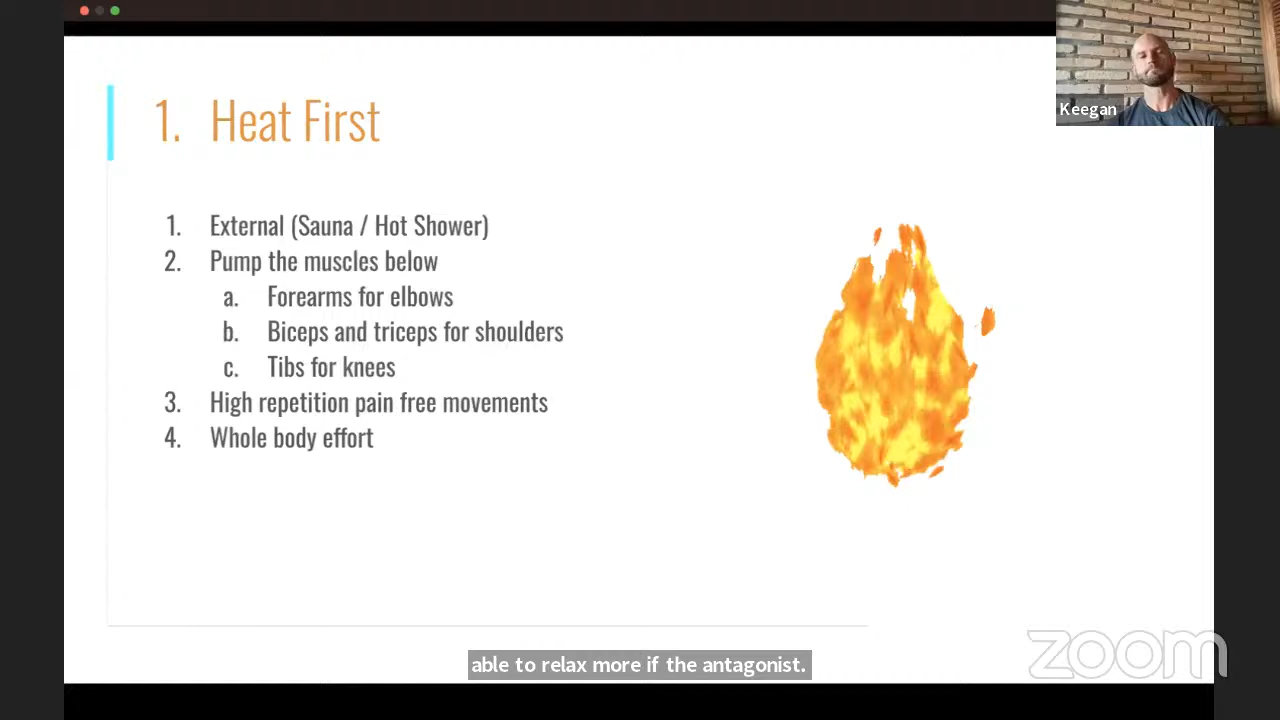 Keegan
1. Heat First
1. External (Sauna / Hot Shower)
2. Pump the muscles below
a. Forearms for elbows
b. Biceps and triceps for shoulders
c. Tibs for knees
3. High repetition pain free movements
4. Whole body effort
able to relax more if the antagonist.
zoom